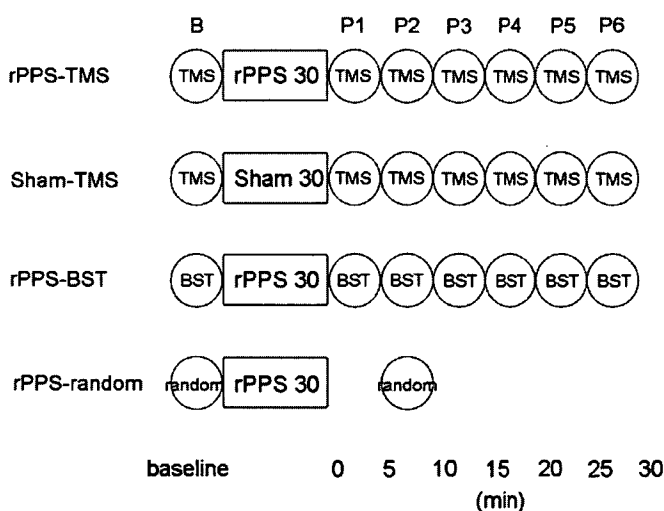 B P1 P2 P3 P4 P5 P6
rPPS-TMS TMS rPPS 30 TMS TMS TMS TMS TMS TMS
Sham-TMS TMS Sham 30 TMS TMS TMS TMS TMS TMS
rPPS-BST BST rPPS 30 BST BST BST BST BST BST
rPPS-random random rPPS 30 random
baseline 0 5 10 15 20 25 30
(min)